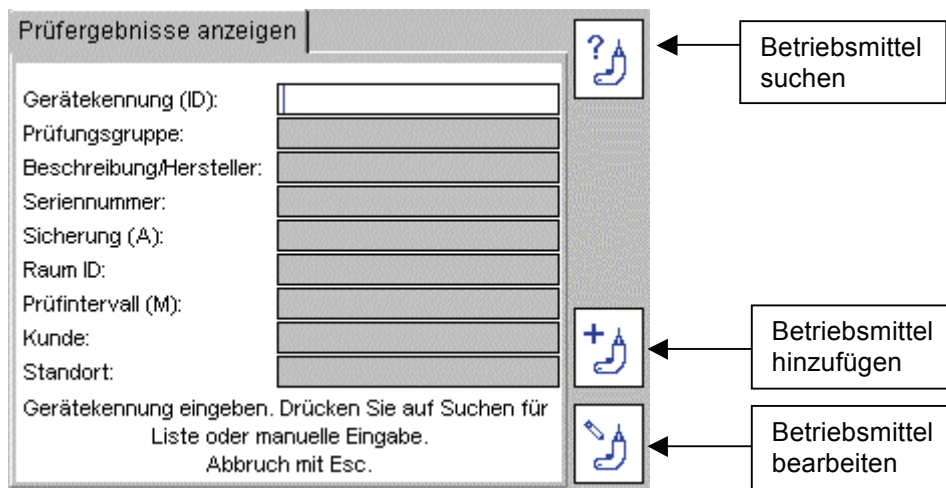 Prüfergebnisse anzeigen
Gerätekennung (ID):
Prüfungsgruppe:
Beschreibung/Hersteller:
Seriennummer:
Sicherung (A):
Raum ID:
Prüfintervall (M):
Kunde:
Standort:
Gerätekennung eingeben. Drücken Sie auf Suchen für
Liste oder manuelle Eingabe.
Abbruch mit Esc.
?
Betriebsmittel
suchen
+
Betriebsmittel
hinzufügen
Betriebsmittel
bearbeiten